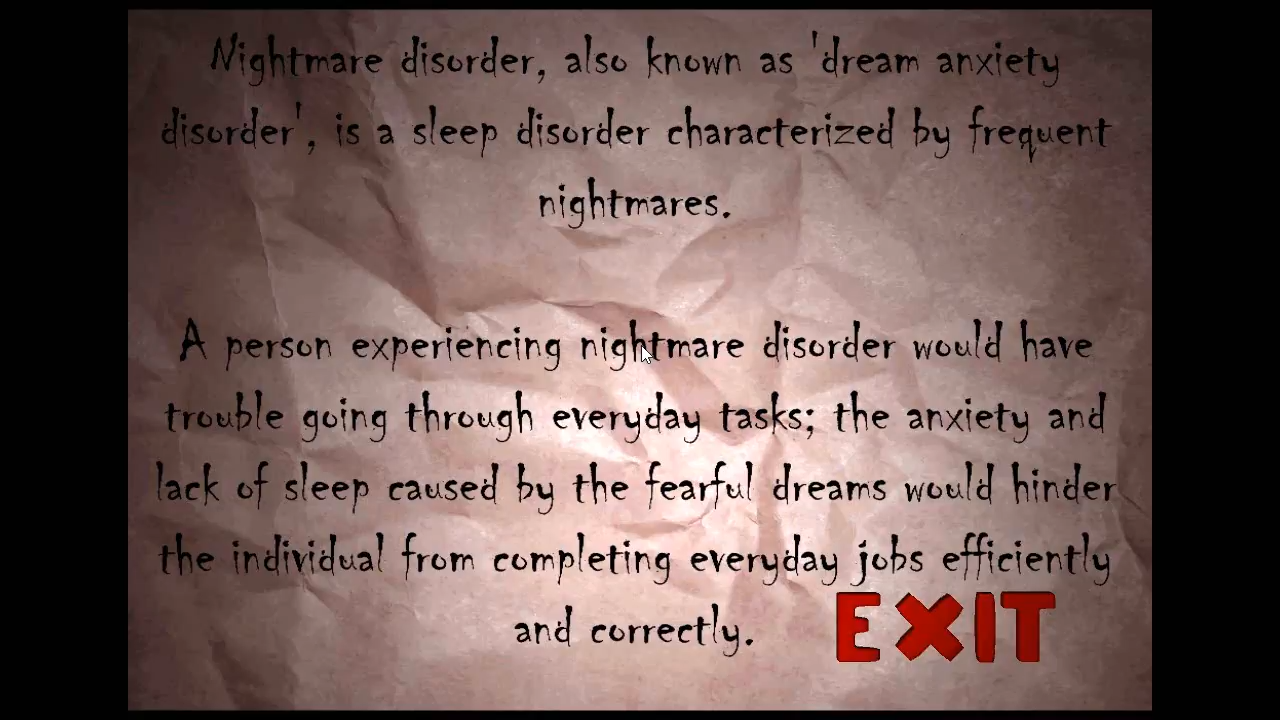 Nightmare disorder, also known as 'dream anxiety
disorder', is a sleep disorder characterized by frequent
nightmares.
A person experiencing nightmare disorder would have
trouble going through everyday tasks; the anxiety and
lack of sleep caused by the fearful dreams would hinder
the individual from completing everyday jobs efficiently
and correctly.
EXIT